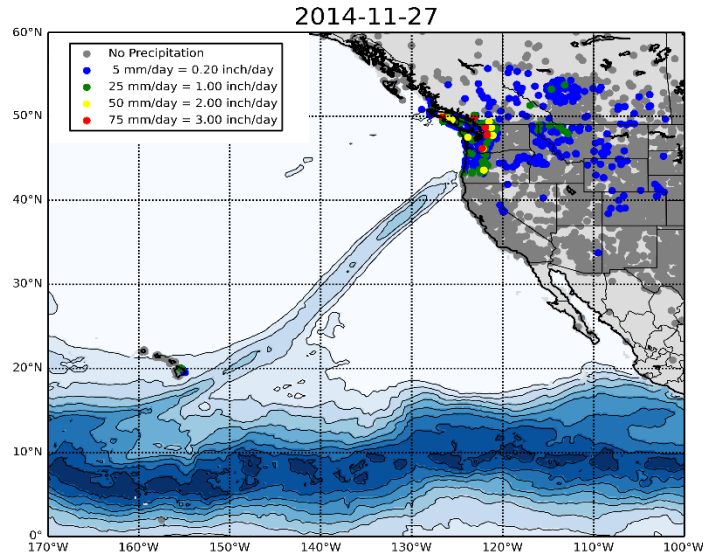 2014-11-27
60°N
No Precipitation
5 mm/day = 0.20 inch/day
25 mm/day = 1.00 inch/day
50 mm/day = 2.00 inch/day
75 mm/day = 3.00 inch/day
50°N
40°N
30°N
20°N
10°N
0°
170°W 160°W 150°W 140°W 130°W 120°W 110°W 100°W